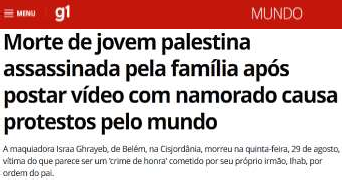 MENU g1 MUNDO
Morte de jovem palestina
assassinada pela família após
postar vídeo com namorado causa
protestos pelo mundo
A maquiadora Israa Ghrayeb, de Belém, na Cisjordânia, morreu na quinta-feira, 29 de agosto,
vítima do que parece ser um 'crime de honra' cometido por seu próprio irmão, Ihab, por
ordem do pai.